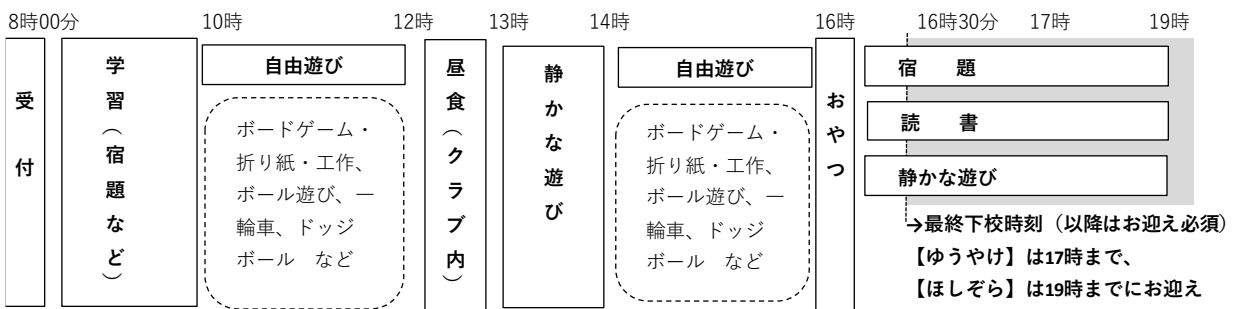 8時00分 10時 12時 13時 14時 16時 16時30分 17時 19時
受付
学習（宿題など）
自由遊び
ボードゲーム・
折り紙・工作、
ボール遊び、一
輪車、ドッジ
ボール　など
昼食（クラブ内）
静かな遊び
自由遊び
ボードゲーム・
折り紙・工作、
ボール遊び、一
輪車、ドッジ
ボール　など
おやつ
宿　題
読　書
静かな遊び
→最終下校時刻（以降はお迎え必須）
【ゆうやけ】は17時まで、
【ほしぞら】は19時までにお迎え